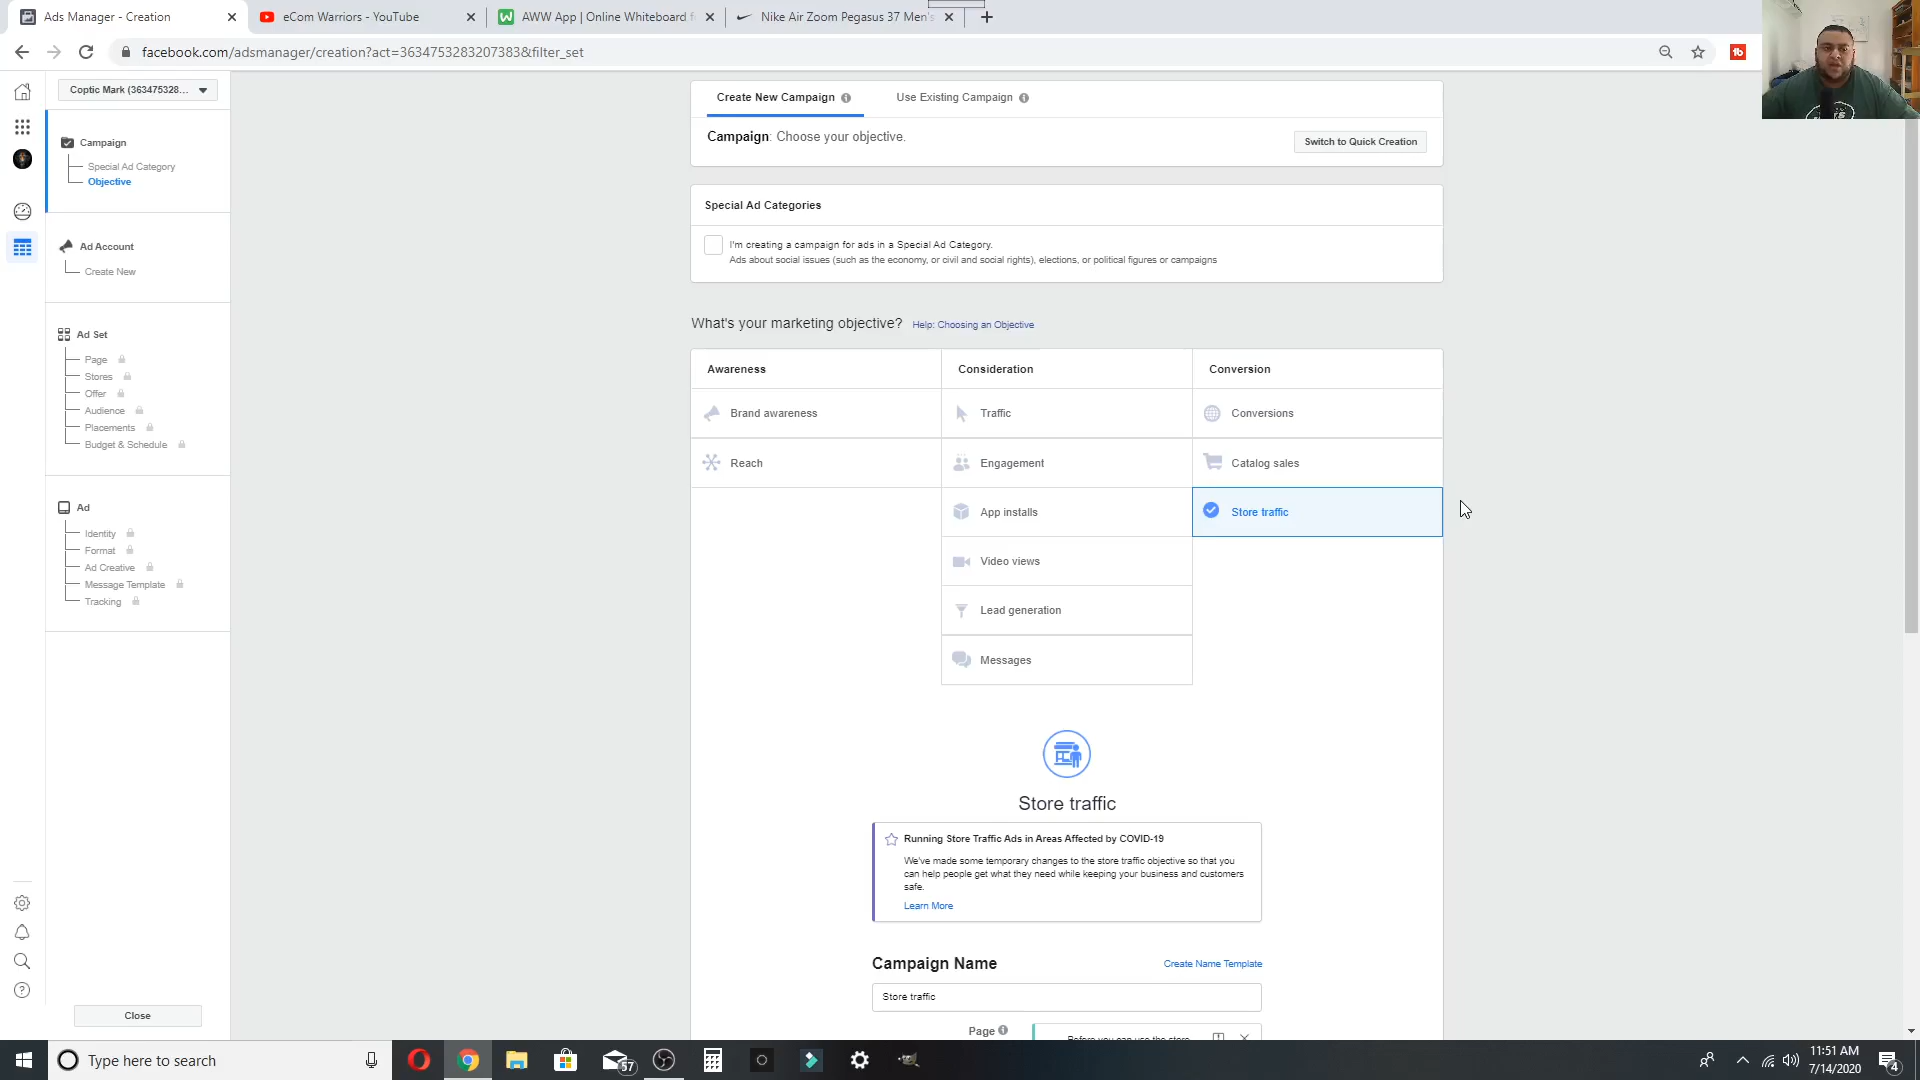 Ads Manager - Creation
eCom Warriors - YouTube
AWW App | Online Whiteboard f
Nike Air Zoom Pegasus 37 Men's
facebook.com/adsmanager/creation?act=363475328320738&filter_set
Coptic Mark (363475328...
Campaign
Special Ad Category
Objective
Ad Account
Create New
Ad Set
Page
Stores
Offer
Audience
Placements
Budget & Schedule
Ad
Identity
Format
Ad Creative
Message Template
Tracking
Close
Create New Campaign
Use Existing Campaign
Campaign: Choose your objective.
Switch to Quick Creation
Special Ad Categories
I'm creating a campaign for ads in a Special Ad Category.
Ads about social issues (such as the economy, or civil and social rights), elections, or political figures or campaigns
What's your marketing objective? Help: Choosing an Objective
Awareness
Consideration
Conversion
Brand awareness
Traffic
Conversions
Reach
Engagement
Catalog sales
App installs
Store traffic
Video views
Lead generation
Messages
Store traffic
Running Store Traffic Ads in Areas Affected by COVID-19
We've made some temporary changes to the store traffic objective so that you
can help people get what they need while keeping your business and customers
safe.
Learn More
Campaign Name
Create Name Template
Store traffic
Page
Before you can use the store
Type here to search
57
11:51 AM
7/14/2020
4